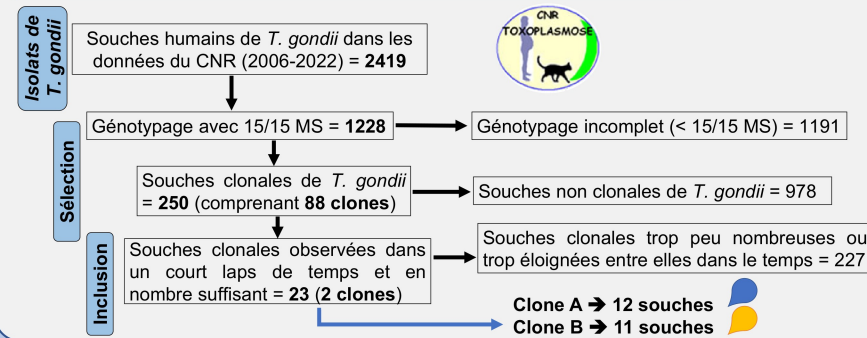 Isolats de
T. gondii
Souches humains de T. gondii dans les
données du CNR (2006-2022) = 2419
CNR
TOXOPLASMOSE
Génotypage avec 15/15 MS = 1228
Génotypage incomplet (< 15/15 MS) = 1191
Sélection
Souches clonales de T. gondii
= 250 (comprenant 88 clones)
Souches non clonales de T. gondii = 978
Inclusion
Souches clonales observées dans
un court laps de temps et en
nombre suffisant = 23 (2 clones)
Souches clonales trop peu nombreuses ou
trop éloignées entre elles dans le temps = 227
Clone A ➔ 12 souches
Clone B ➔ 11 souches